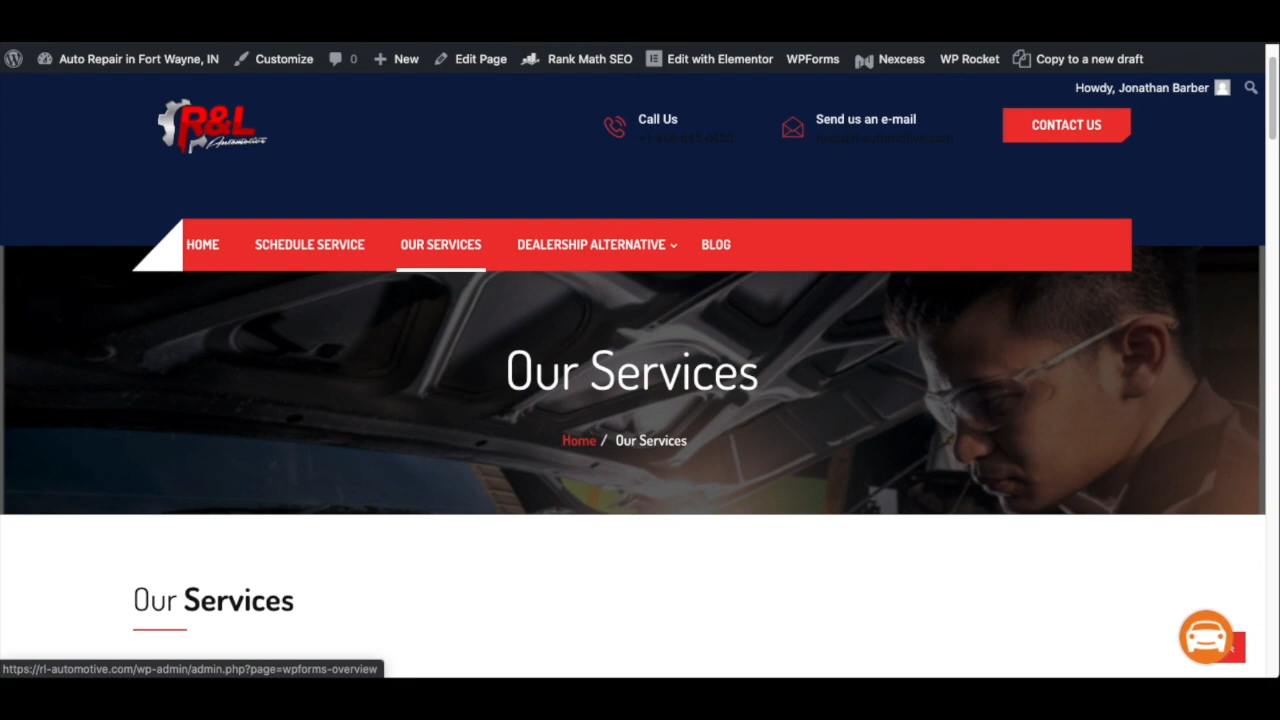 Auto Repair in Fort Wayne, IN Customize 0 New Edit Page Rank Math SEO Edit with Elementor WPForms Nexcess WP Rocket Copy to a new draft
Howdy, Jonathan Barber
R&L
Automotive
Call Us
Send us an e-mail
CONTACT US
HOME SCHEDULE SERVICE OUR SERVICES DEALERSHIP ALTERNATIVE BLOG
Our Services
Home / Our Services
Our Services
https://rl-automotive.com/wp-admin/admin.php?page=wpforms-overview